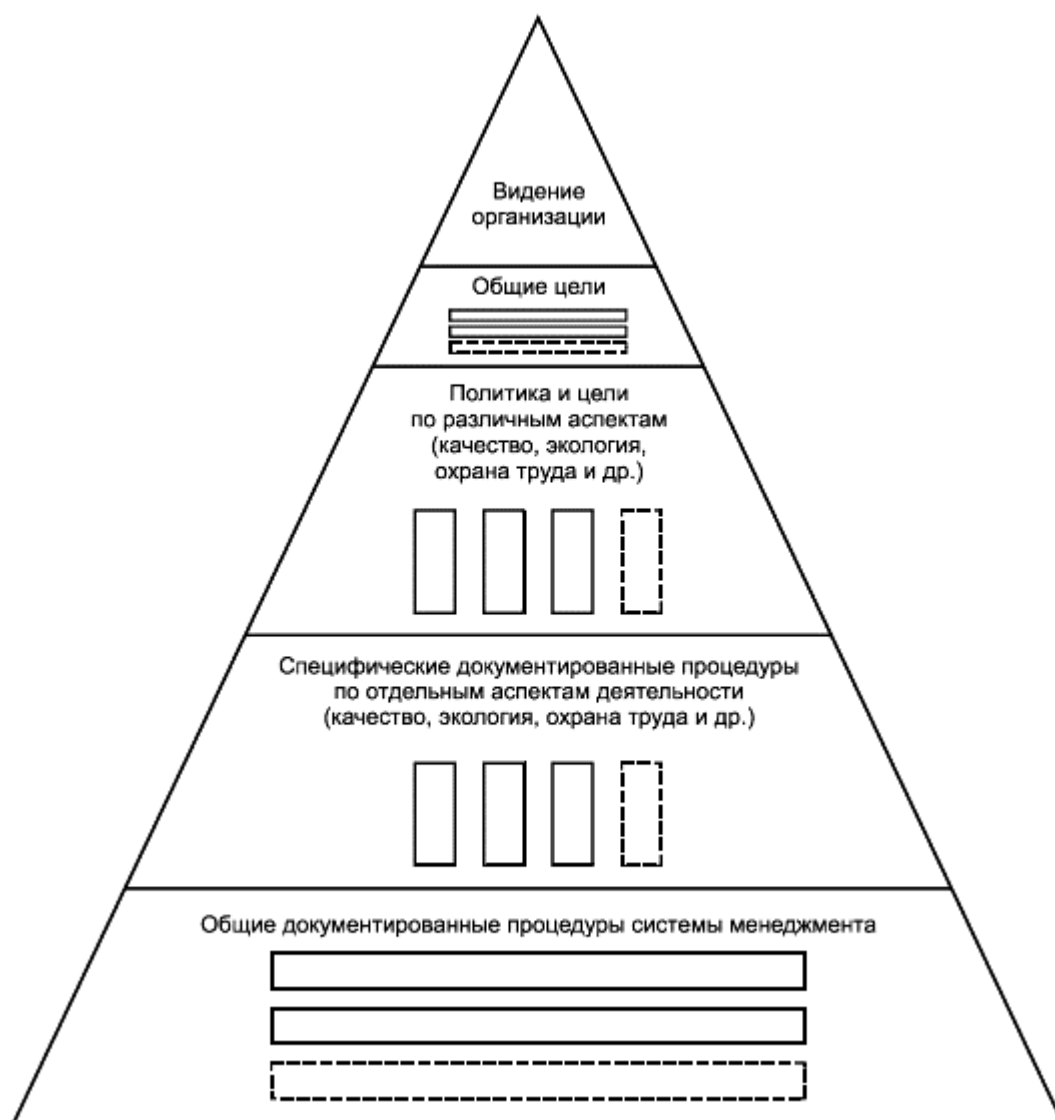 Видение
организации
Общие цели
Политика и цели
по различным аспектам
(качество, экология,
охрана труда и др.)
Специфические документированные процедуры
по отдельным аспектам деятельности
(качество, экология, охрана труда и др.)
Общие документированные процедуры системы менеджмента